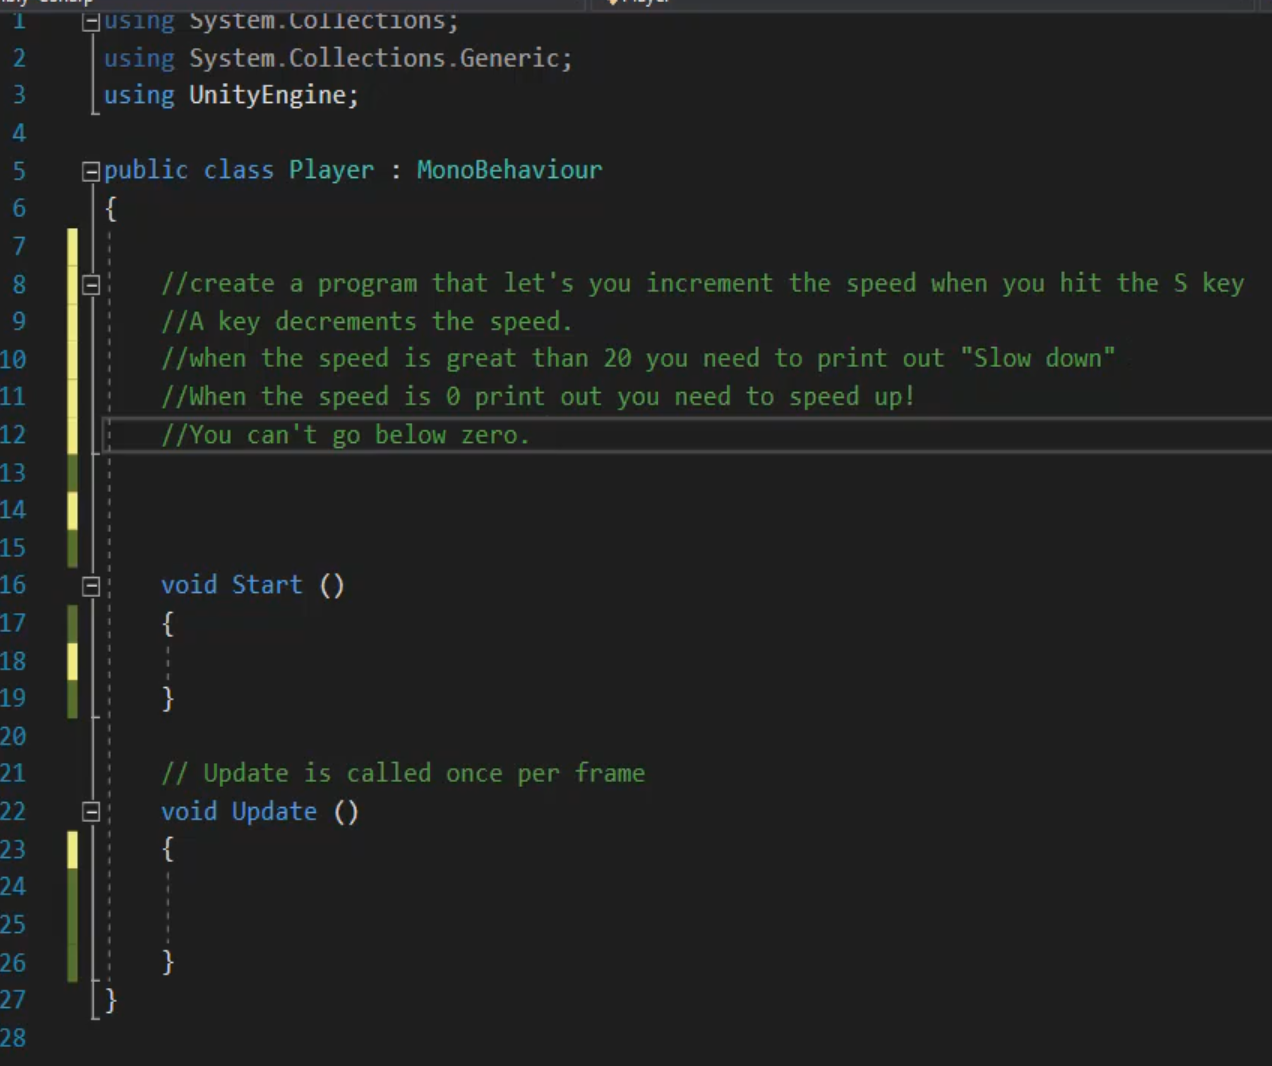 1 using System.Collections;
2 using System.Collections.Generic;
3 using UnityEngine;
4
5 public class Player : MonoBehaviour
6 {
7
8 //create a program that let's you increment the speed when you hit the S key
9 //A key decrements the speed.
10 //when the speed is great than 20 you need to print out "Slow down"
11 //When the speed is 0 print out you need to speed up!
12 //You can't go below zero.
13
14
15
16 void Start ()
17 {
18
19 }
20
21 // Update is called once per frame
22 void Update ()
23 {
24
25
26 }
27 }
28